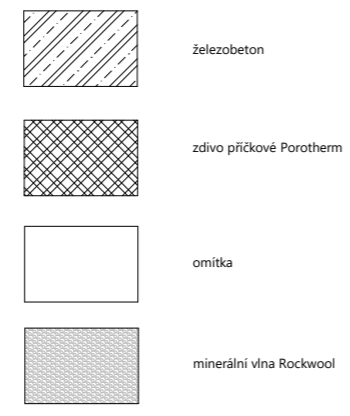 železobeton
zdivo příčkové Porotherm
omítka
minerální vlna Rockwool